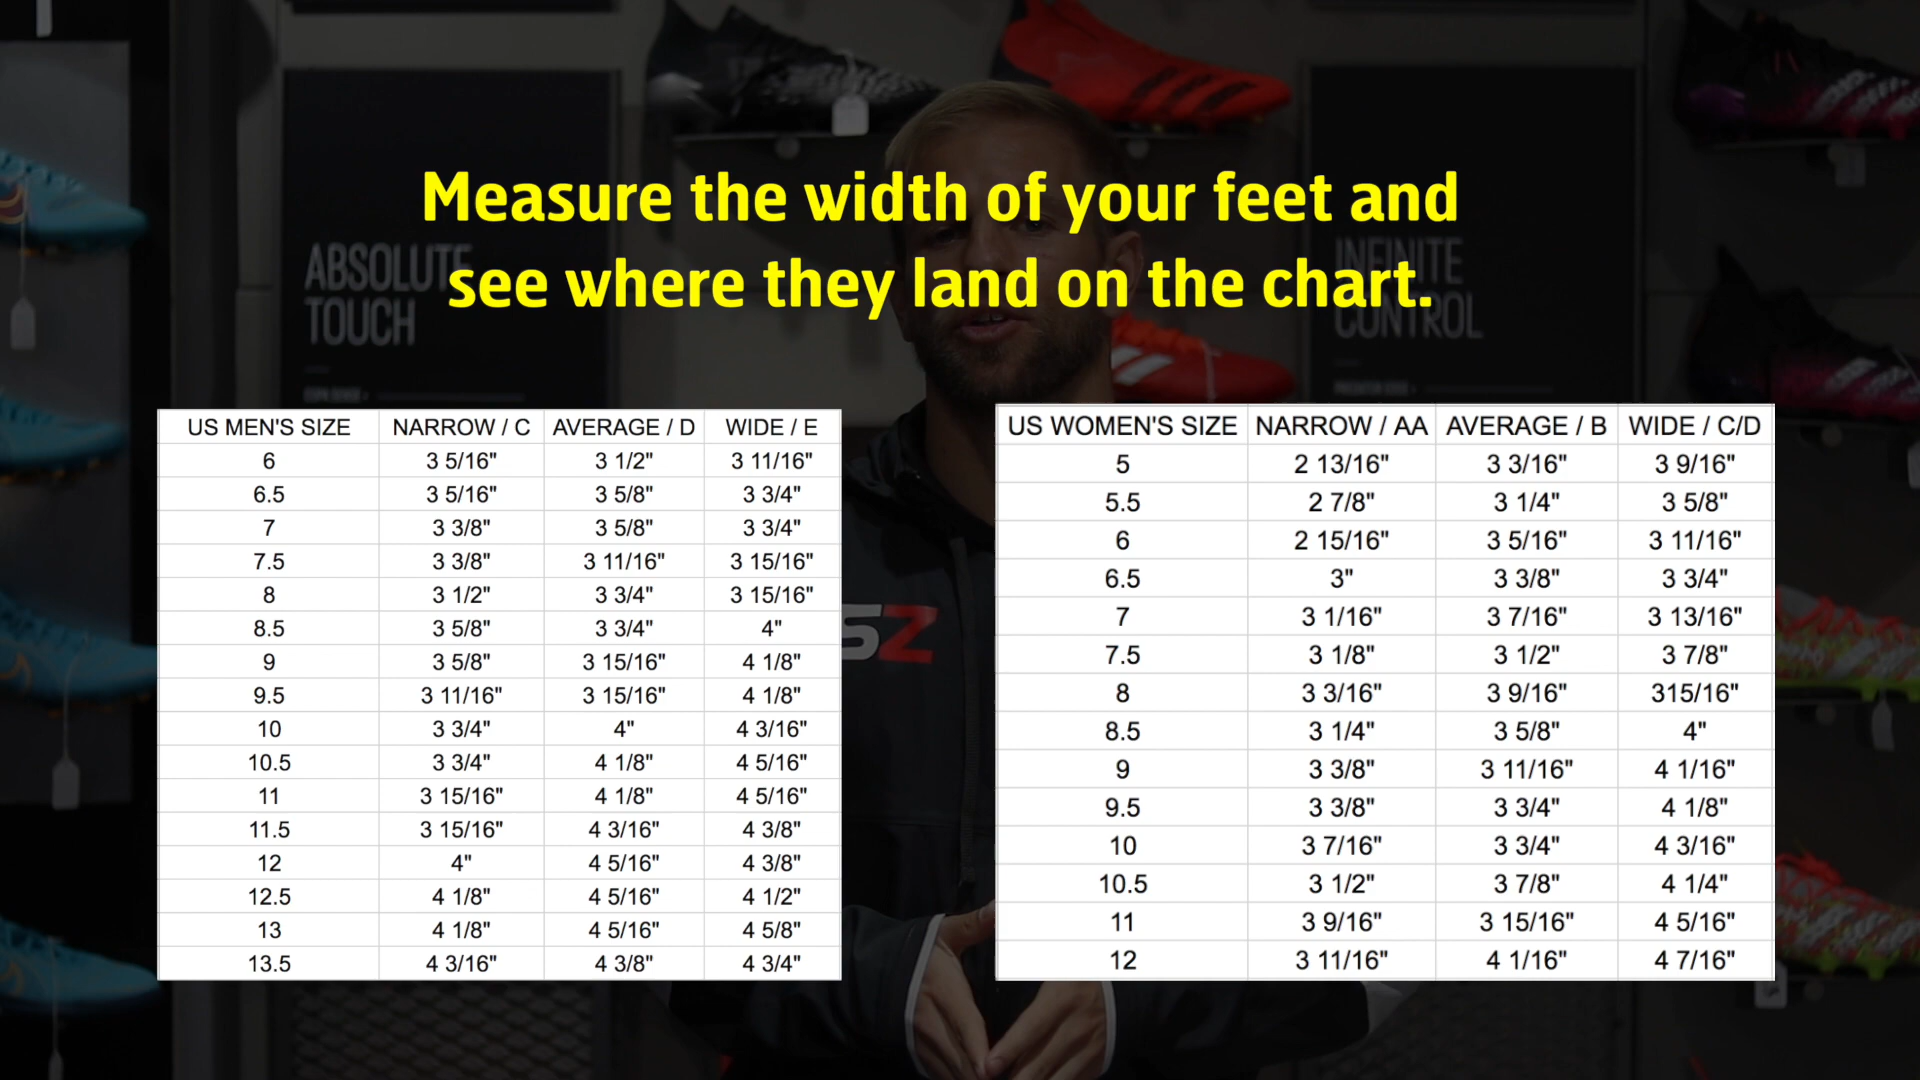 Measure the width of your feet and
see where they land on the chart.
ABSOLUTE
TOUCH
INFINITE
CONTROL
SZ
US MEN'S SIZE NARROW / C AVERAGE / D WIDE / E
6 3 5/16" 3 1/2" 3 11/16"
6.5 3 5/16" 3 5/8" 3 3/4"
7 3 3/8" 3 5/8" 3 3/4"
7.5 3 3/8" 3 11/16" 3 15/16"
8 3 1/2" 3 3/4" 3 15/16"
8.5 3 5/8" 3 3/4" 4"
9 3 5/8" 3 15/16" 4 1/8"
9.5 3 11/16" 3 15/16" 4 1/8"
10 3 3/4" 4" 4 3/16"
10.5 3 3/4" 4 1/8" 4 5/16"
11 3 15/16" 4 1/8" 4 5/16"
11.5 3 15/16" 4 3/16" 4 3/8"
12 4" 4 5/16" 4 3/8"
12.5 4 1/8" 4 5/16" 4 1/2"
13 4 1/8" 4 5/16" 4 5/8"
13.5 4 3/16" 4 3/8" 4 3/4"
US WOMEN'S SIZE NARROW / AA AVERAGE / B WIDE / C/D
5 2 13/16" 3 3/16" 3 9/16"
5.5 2 7/8" 3 1/4" 3 5/8"
6 2 15/16" 3 5/16" 3 11/16"
6.5 3" 3 3/8" 3 3/4"
7 3 1/16" 3 7/16" 3 13/16"
7.5 3 1/8" 3 1/2" 3 7/8"
8 3 3/16" 3 9/16" 315/16"
8.5 3 1/4" 3 5/8" 4"
9 3 3/8" 3 11/16" 4 1/16"
9.5 3 3/8" 3 3/4" 4 1/8"
10 3 7/16" 3 3/4" 4 3/16"
10.5 3 1/2" 3 7/8" 4 1/4"
11 3 9/16" 3 15/16" 4 5/16"
12 3 11/16" 4 1/16" 4 7/16"